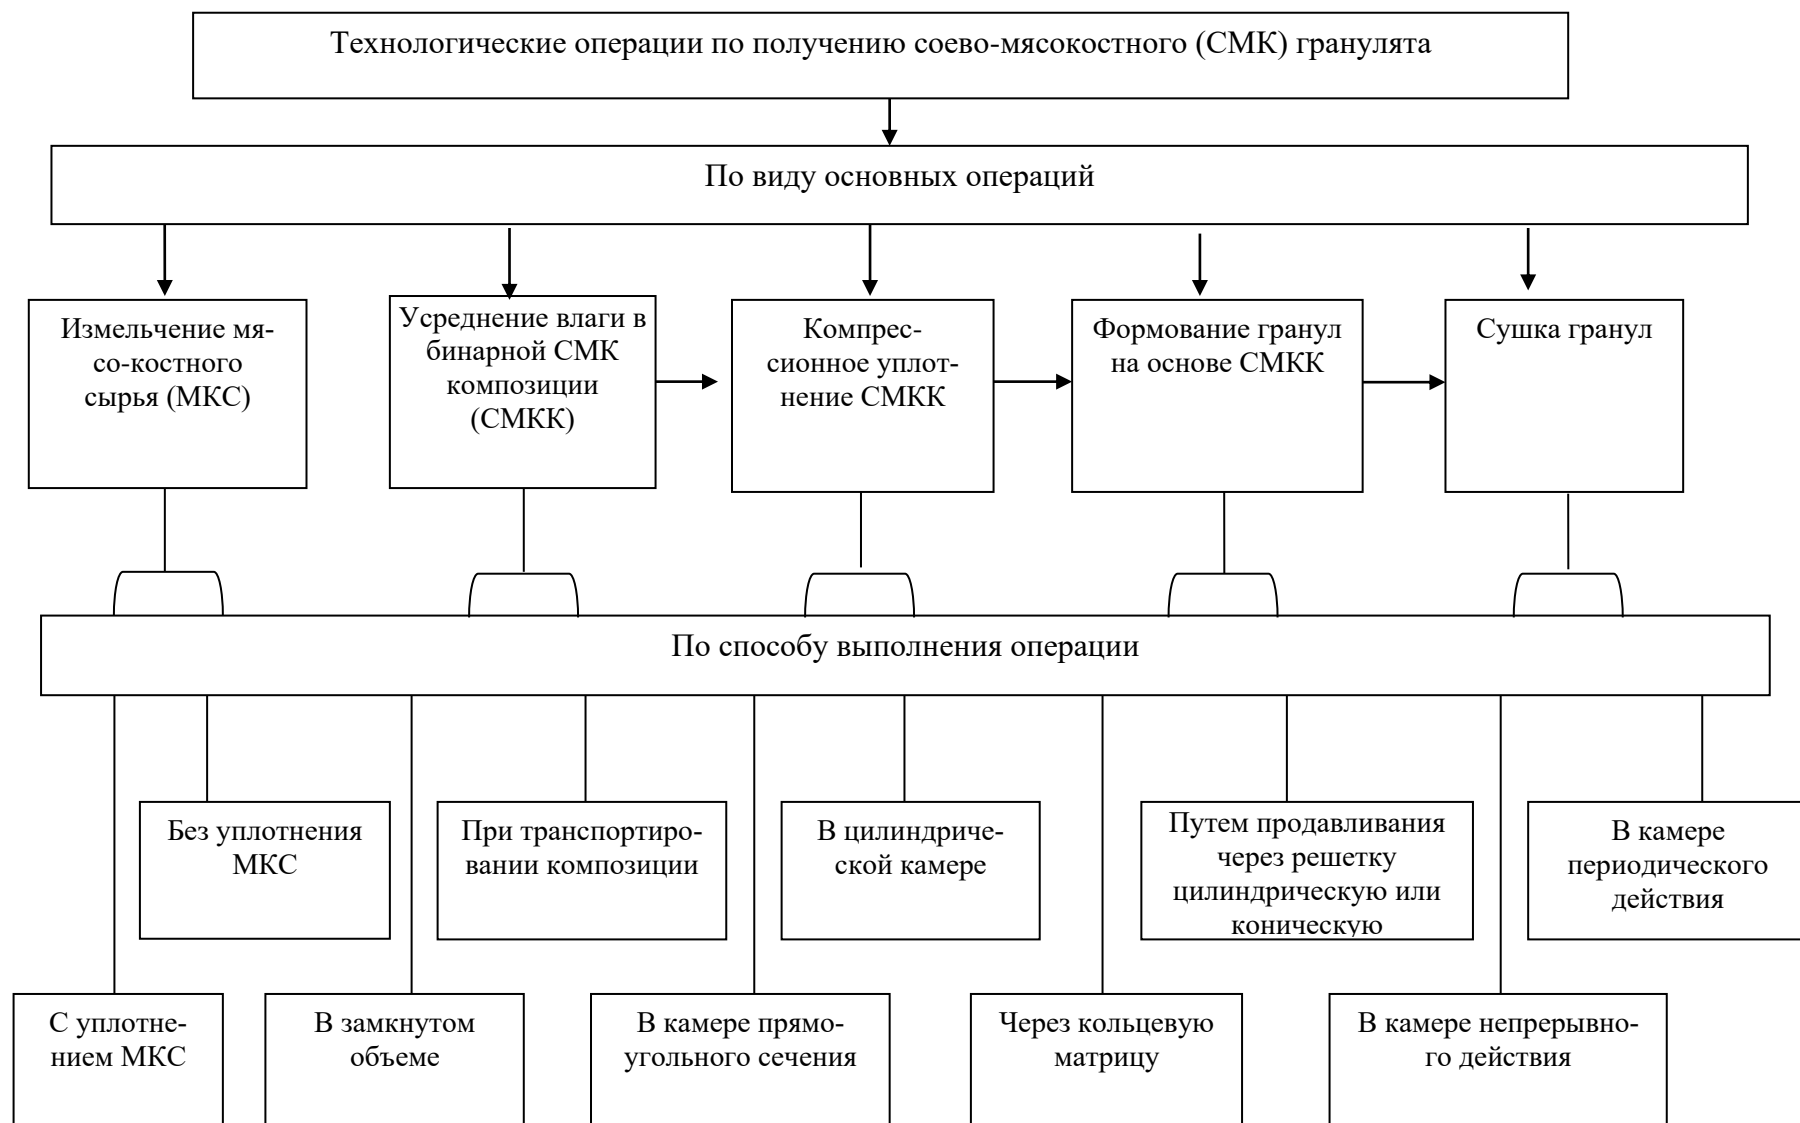 Технологические операции по получению соево-мясокостного (СМК) гранулята
По виду основных операций
Измельчение мя-
со-костного
сырья (МКС)
Усреднение влаги в
бинарной СМК
композиции
(СМКК)
Компрес-
сионное уплот-
нение СМКК
Формование гранул
на основе СМКК
Сушка гранул
По способу выполнения операции
Без уплотнения
МКС
При транспортиро-
вании композиции
В цилиндриче-
ской камере
Путем продавливания
через решетку
цилиндрическую или
коническую
В камере
периодического
действия
С уплотне-
нием МКС
В замкнутом
объеме
В камере прямо-
угольного сечения
Через кольцевую
матрицу
В камере непрерывно-
го действия